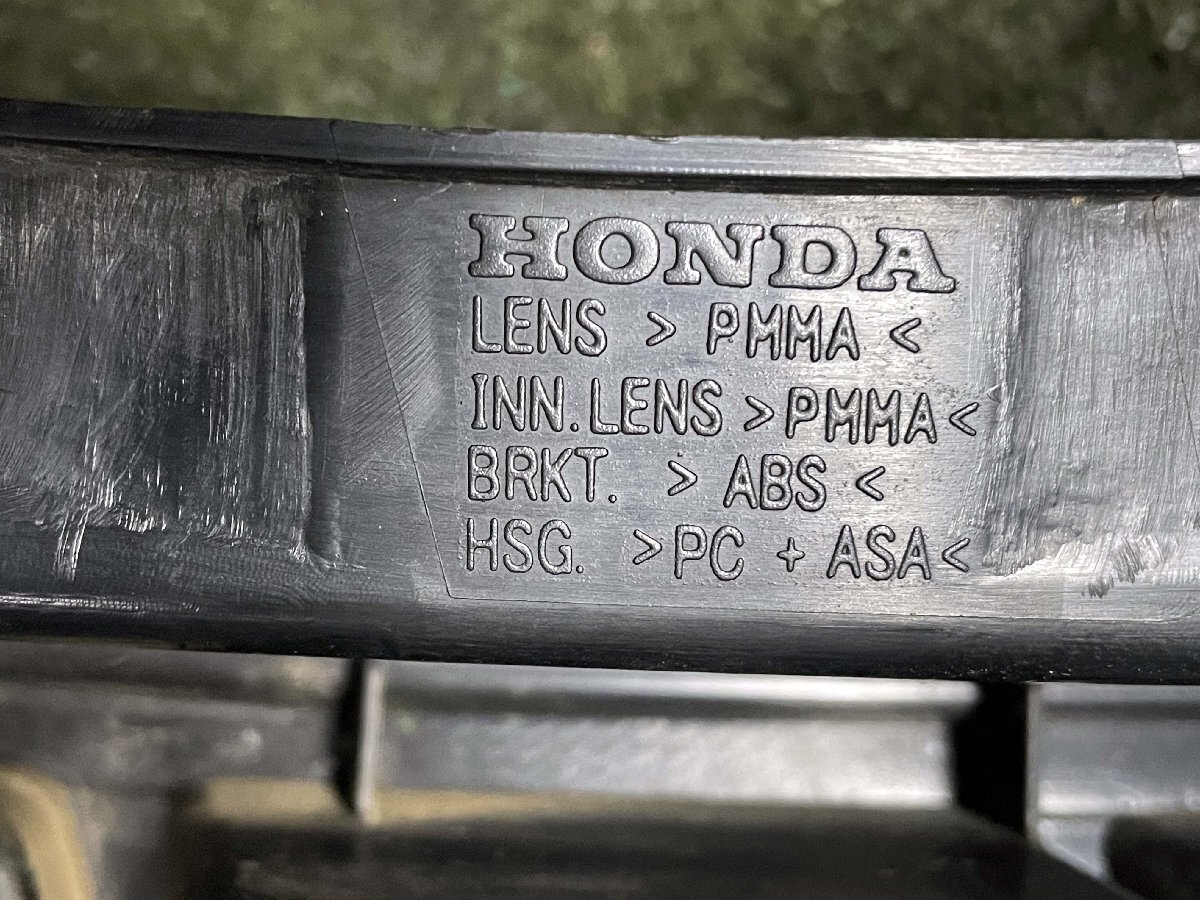 HONDA
LENS > PMMA <
INN. LENS >PMMA<
BRKT. > ABS <
HSG. >PC + ASA<